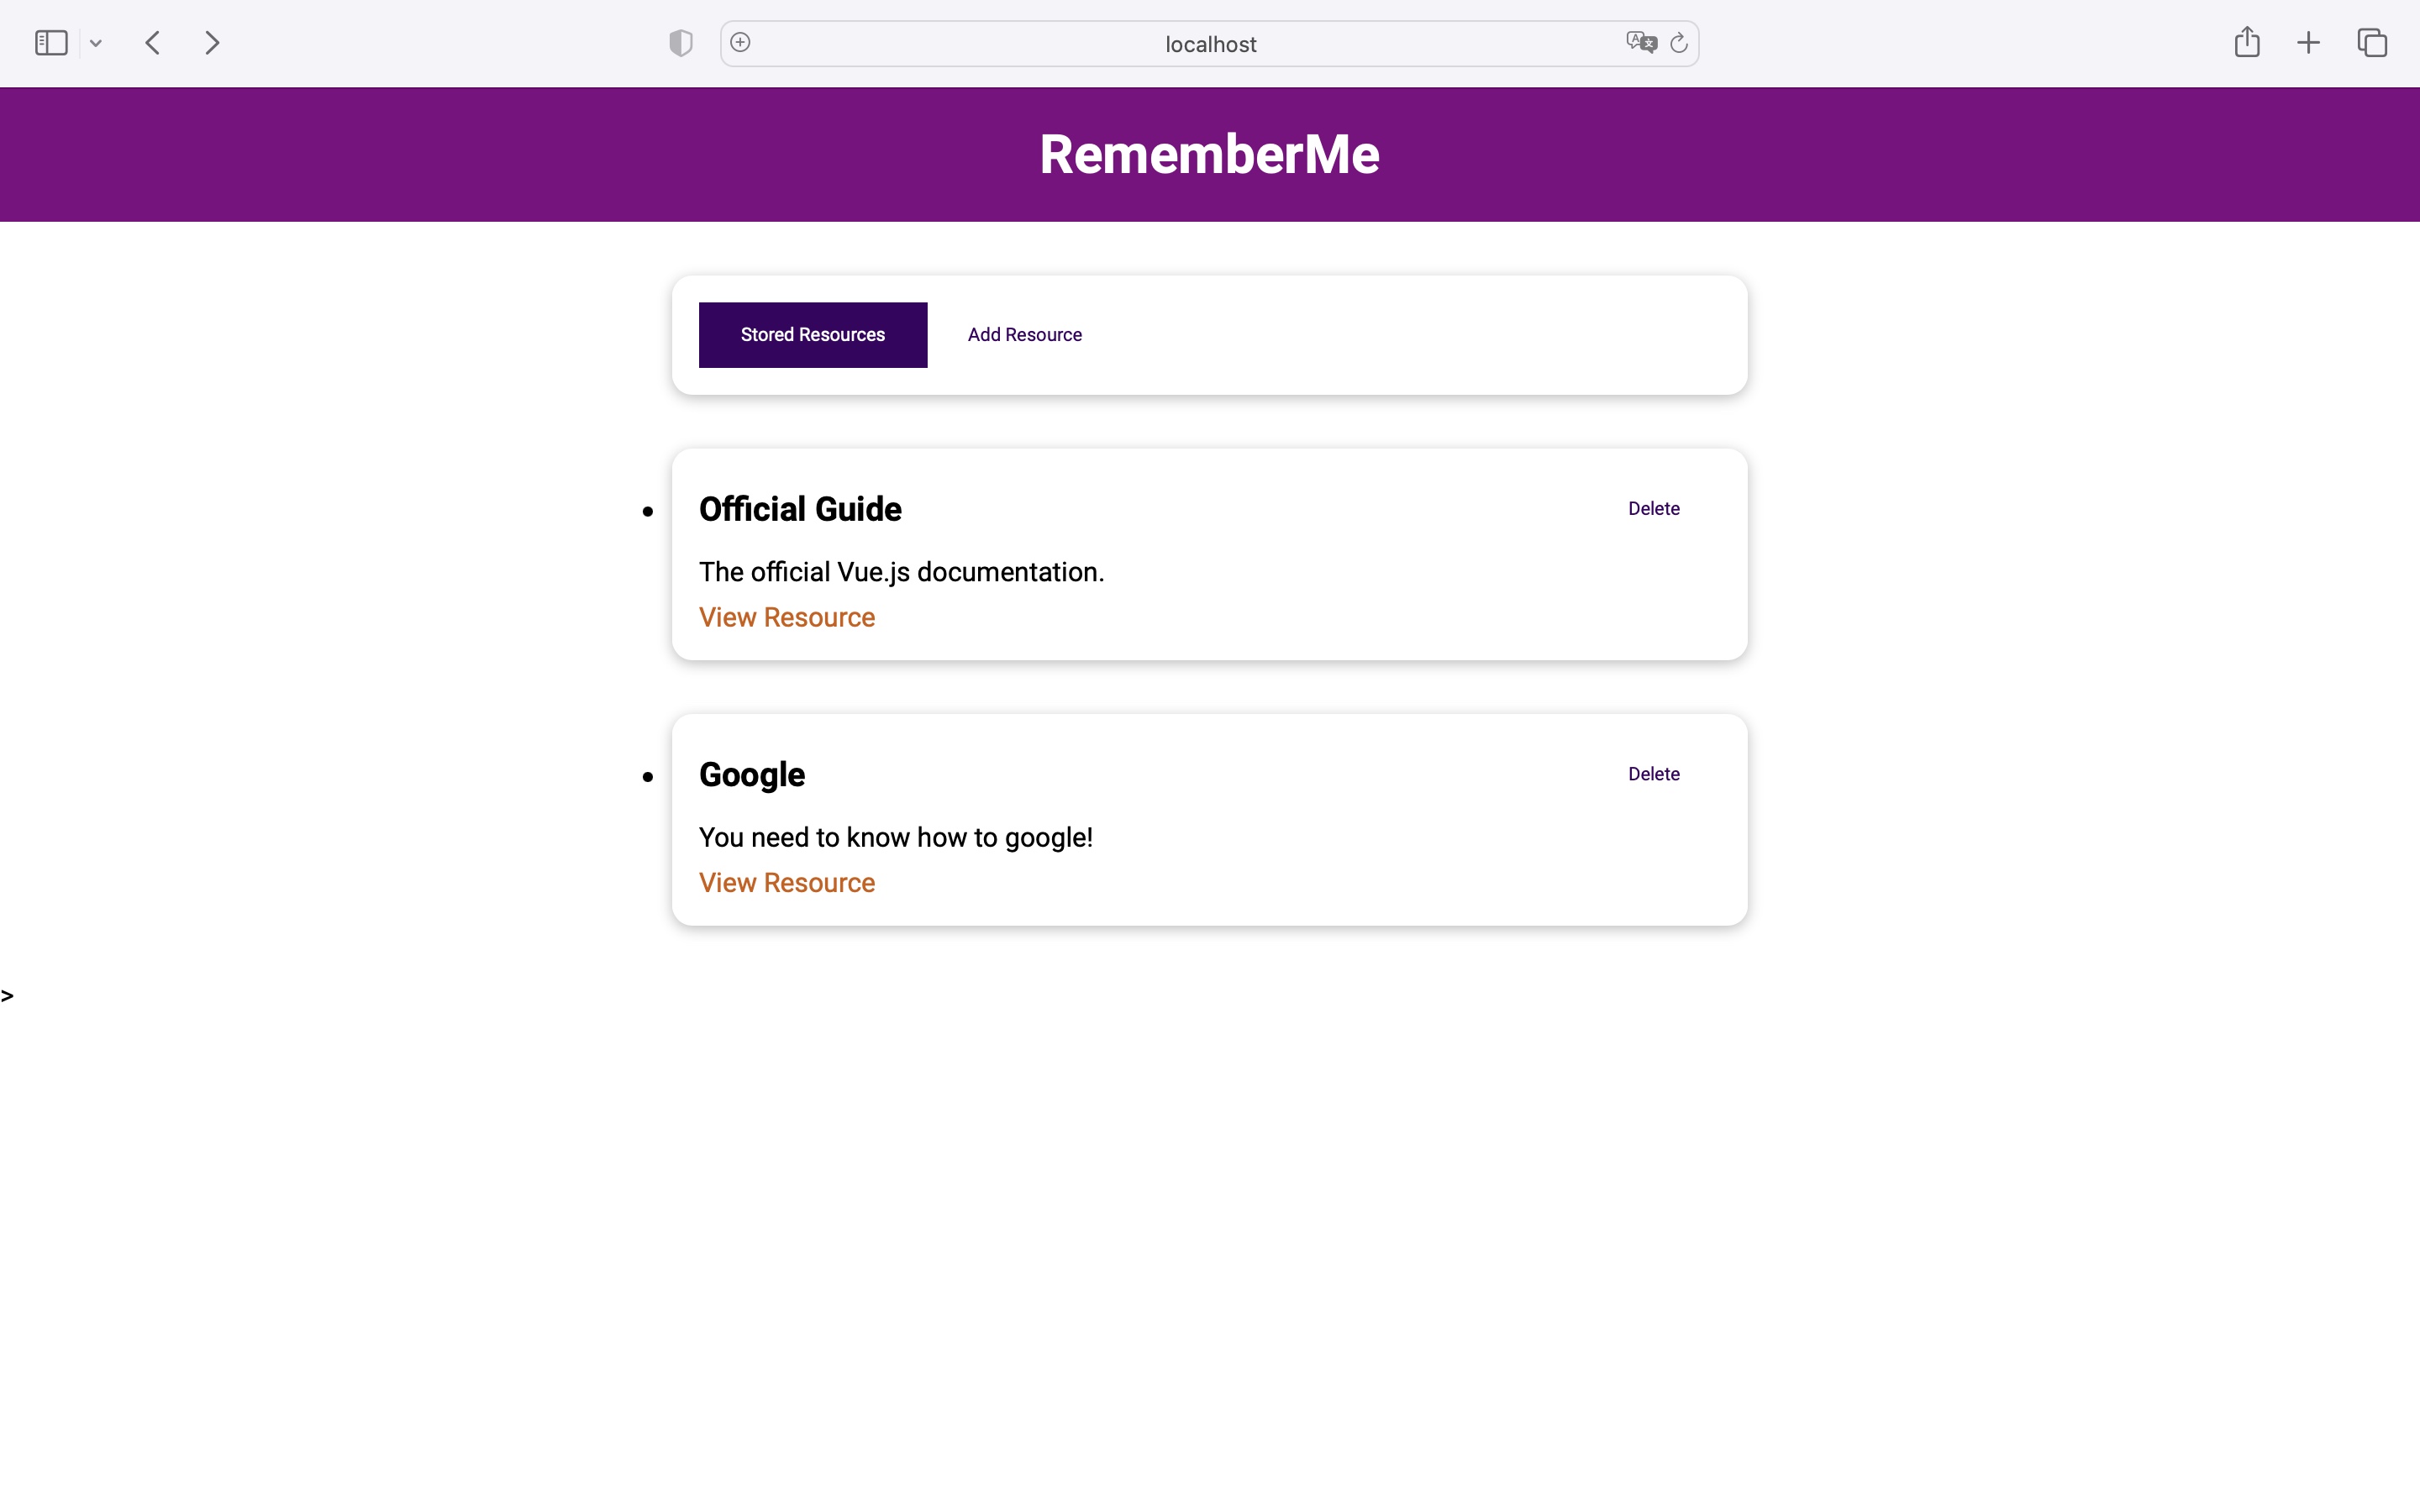 localhost
RememberMe
Stored Resources Add Resource
Official Guide Delete
The official Vue.js documentation.
View Resource
Google Delete
You need to know how to google!
View Resource
>